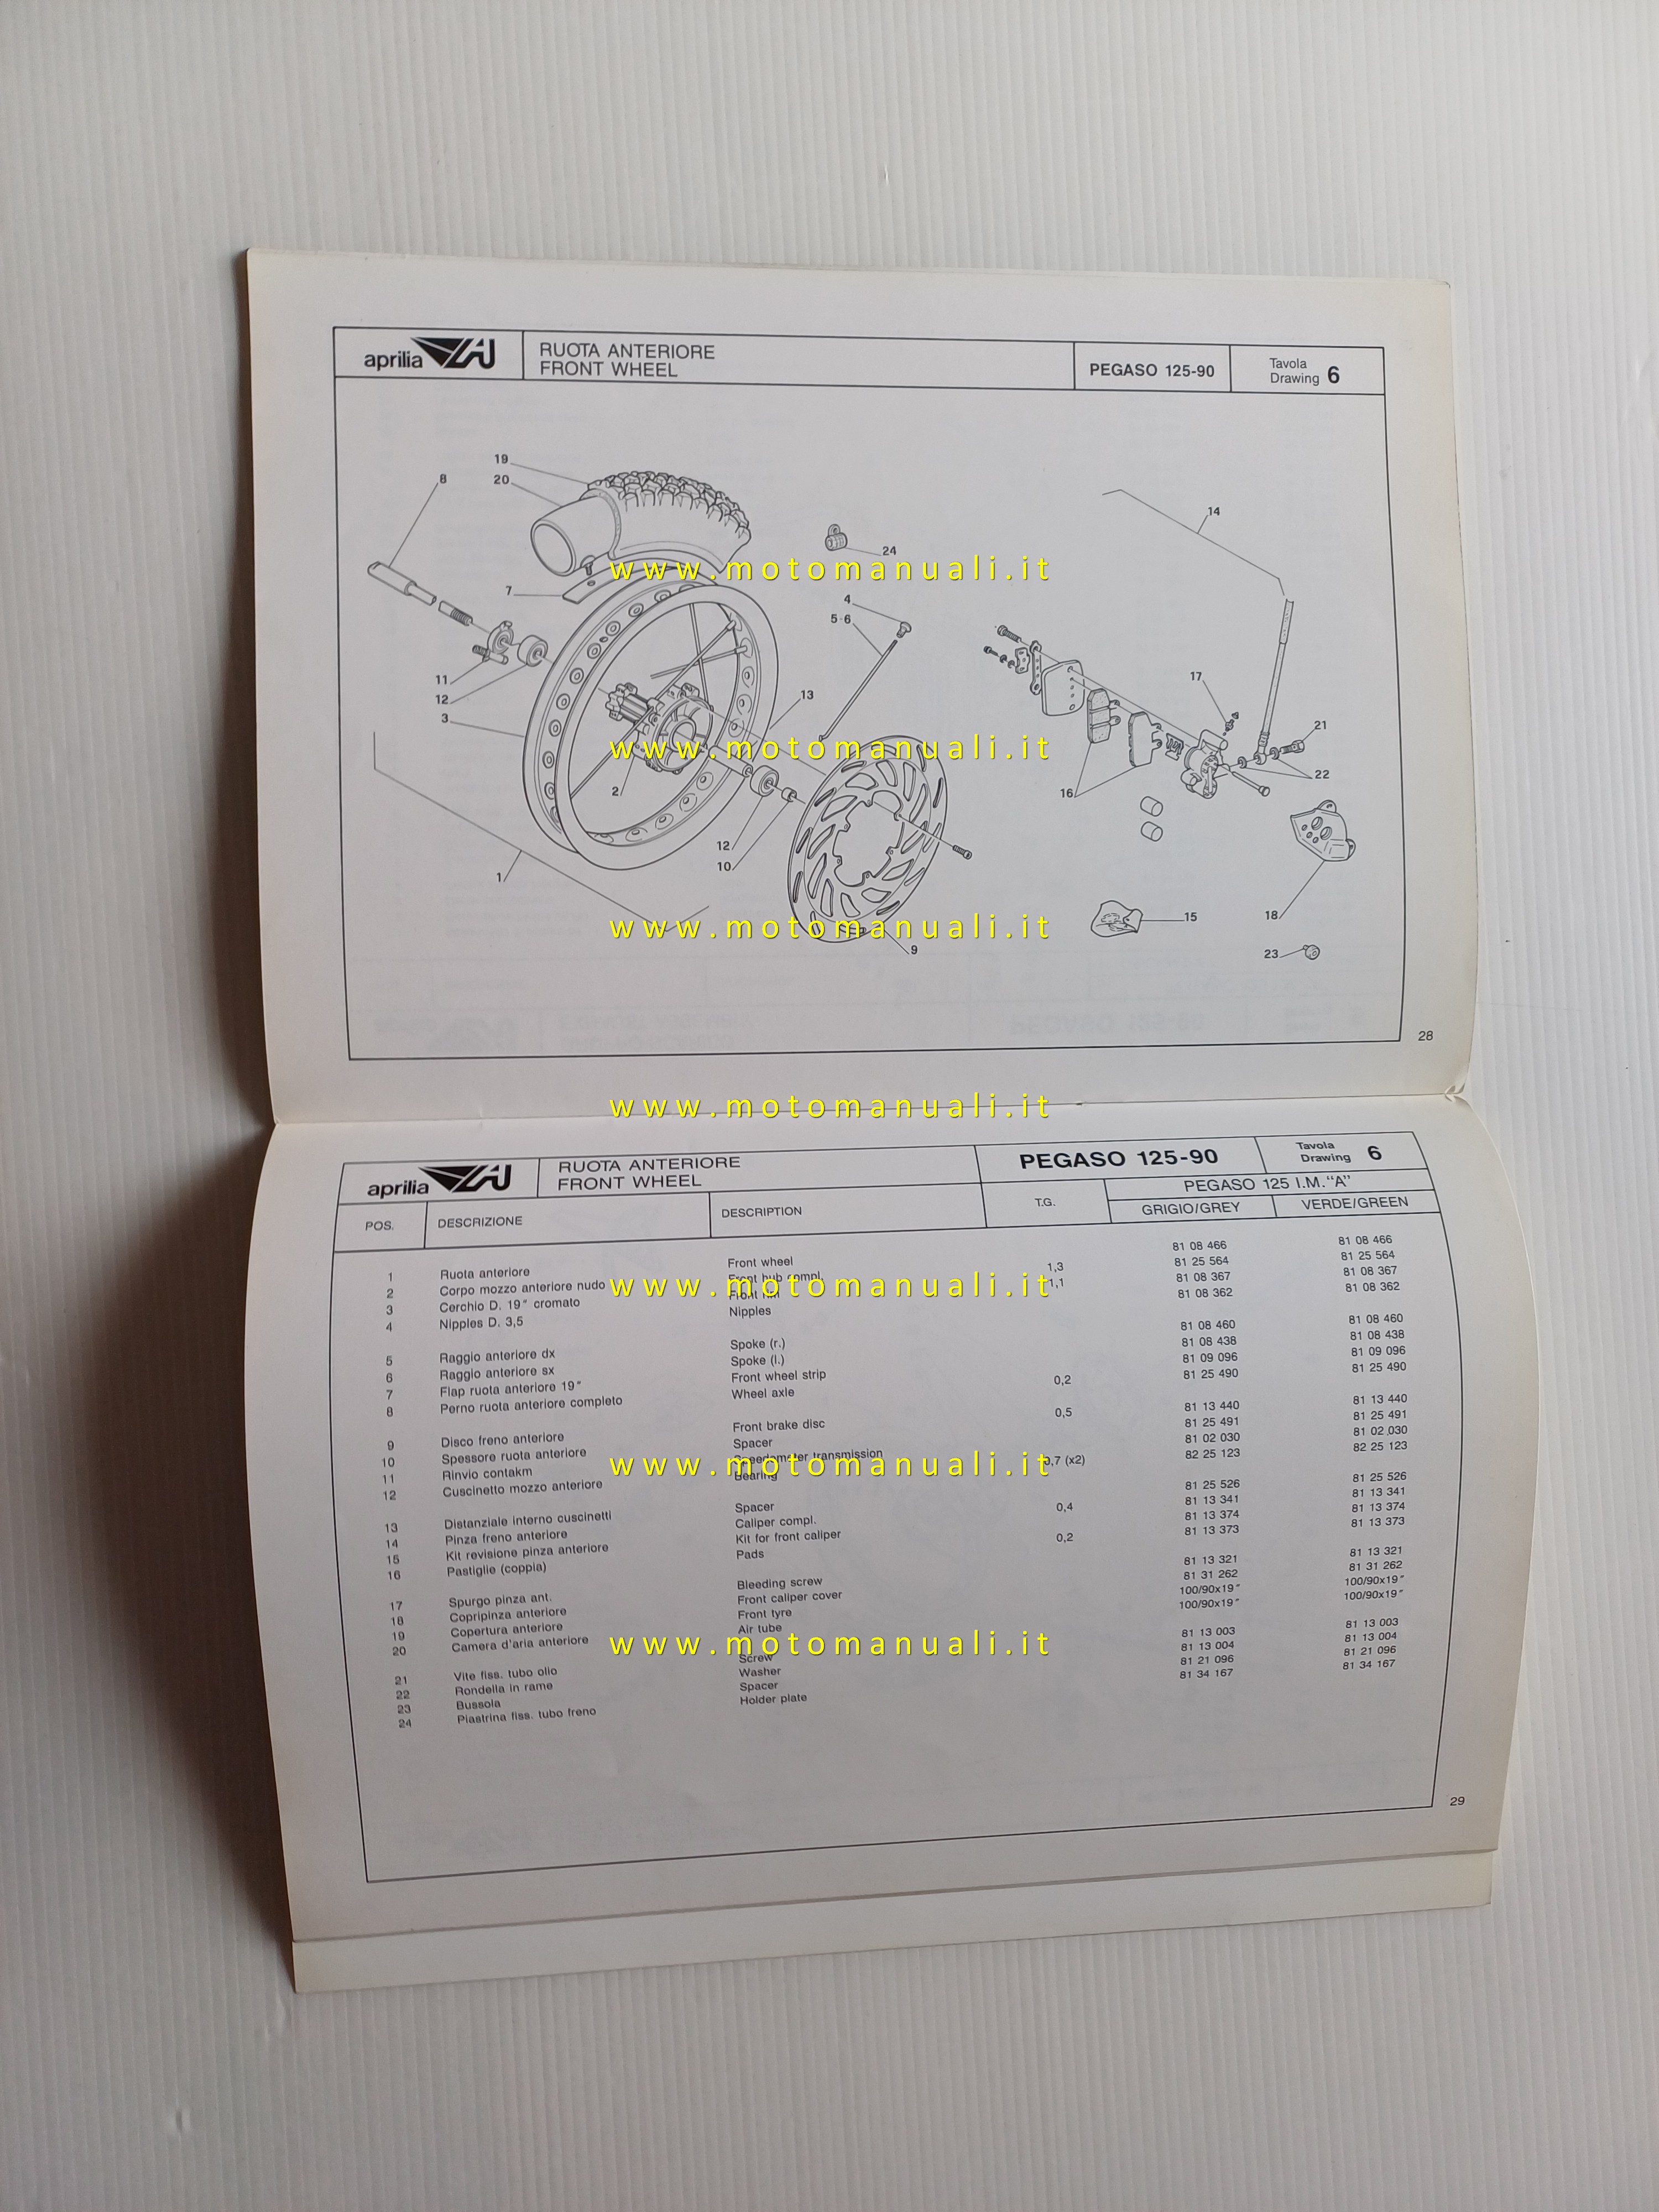 aprilia
RUOTA ANTERIORE
FRONT WHEEL
PEGASO 125-90
Tavola
Drawing 6
19
20
8
24
14
7
4
5-6
11
12
3
13
17
21
22
2
16
12
10
1
15
18
9
23
28
www.motomanuali.it
www.motomanuali.it
www.motomanuali.it
www.motomanuali.it
aprilia
RUOTA ANTERIORE
FRONT WHEEL
PEGASO 125-90
Tavola
Drawing 6
POS. DESCRIZIONE DESCRIPTION T.G. PEGASO 125 I.M."A"
GRIGIO/GREY VERDE/GREEN
1 Ruota anteriore Front wheel 81 08 466 81 08 466
2 Corpo mozzo anteriore nudo Front hub compl. 1,3 81 25 564 81 25 564
3 Cerchio D. 19" cromato Front 1,1 81 08 367 81 08 367
4 Nipples D. 3,5 Nipples 81 08 362 81 08 362
5 Raggio anteriore dx Spoke (r.) 81 08 460 81 08 460
6 Raggio anteriore sx Spoke (l.) 81 08 438 81 08 438
7 Flap ruota anteriore 19" Front wheel strip 81 09 096 81 09 096
8 Perno ruota anteriore completo Wheel axle 0,2 81 25 490 81 25 490
9 Disco freno anteriore Front brake disc 0,5 81 13 440 81 13 440
10 Spessore ruota anteriore Spacer 81 25 491 81 25 491
11 Rinvio contakm Speedometer transmission 81 02 030 81 02 030
12 Cuscinetto mozzo anteriore Bearing 0,7 (x2) 82 25 123 82 25 123
13 Distanziale interno cuscinetti Spacer 81 25 526 81 25 526
14 Pinza freno anteriore Caliper compl. 0,4 81 13 341 81 13 341
15 Kit revisione pinza anteriore Kit for front caliper 81 13 374 81 13 374
16 Pastiglie (coppia) Pads 0,2 81 13 373 81 13 373
17 Spurgo pinza ant. Bleeding screw 81 13 321 81 13 321
18 Copripinza anteriore Front caliper cover 81 31 262 81 31 262
19 Copertura anteriore Front tyre 100/90x19" 100/90x19"
20 Camera d'aria anteriore Air tube 100/90x19" 100/90x19"
21 Vite fiss. tubo olio Screw 81 13 003 81 13 003
22 Rondella in rame Washer 81 13 004 81 13 004
23 Bussola Spacer 81 21 096 81 21 096
24 Piastrina fiss. tubo freno Holder plate 81 34 167 81 34 167
www.motomanuali.it
www.motomanuali.it
www.motomanuali.it
29